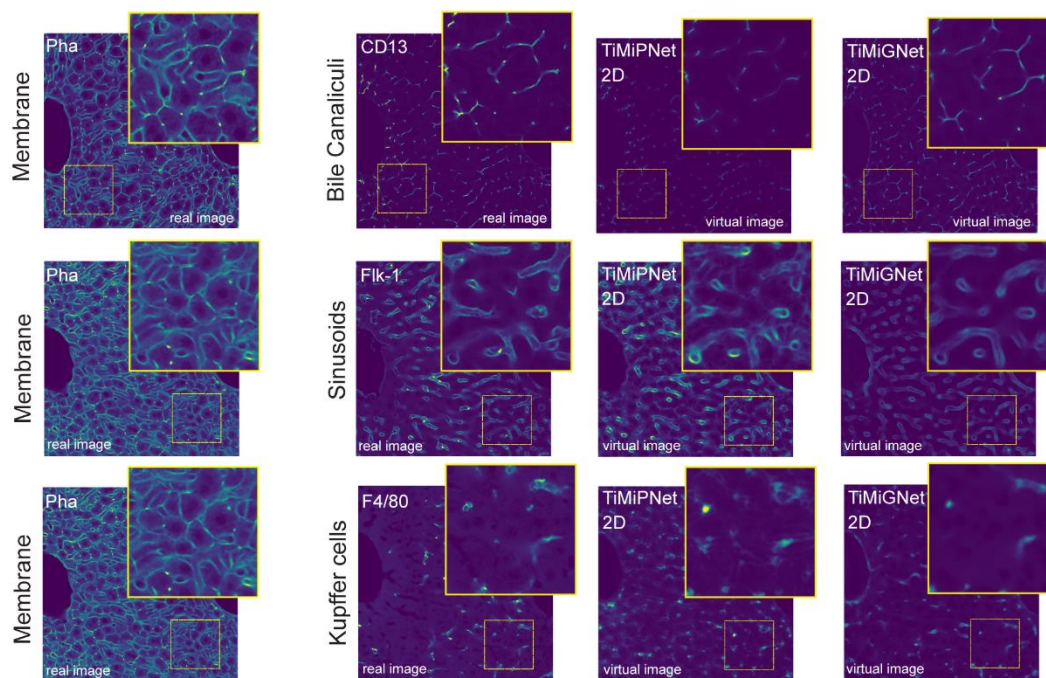 Membrane
Pha
real image
Bile Canaliculi
CD13
real image
TiMiPNet
2D
virtual image
TiMiGNet
2D
virtual image
Membrane
Pha
real image
Sinusoids
Flk-1
real image
TiMiPNet
2D
virtual image
TiMiGNet
2D
virtual image
Membrane
Pha
real image
Kupffer cells
F4/80
real image
TiMiPNet
2D
virtual image
TiMiGNet
2D
virtual image